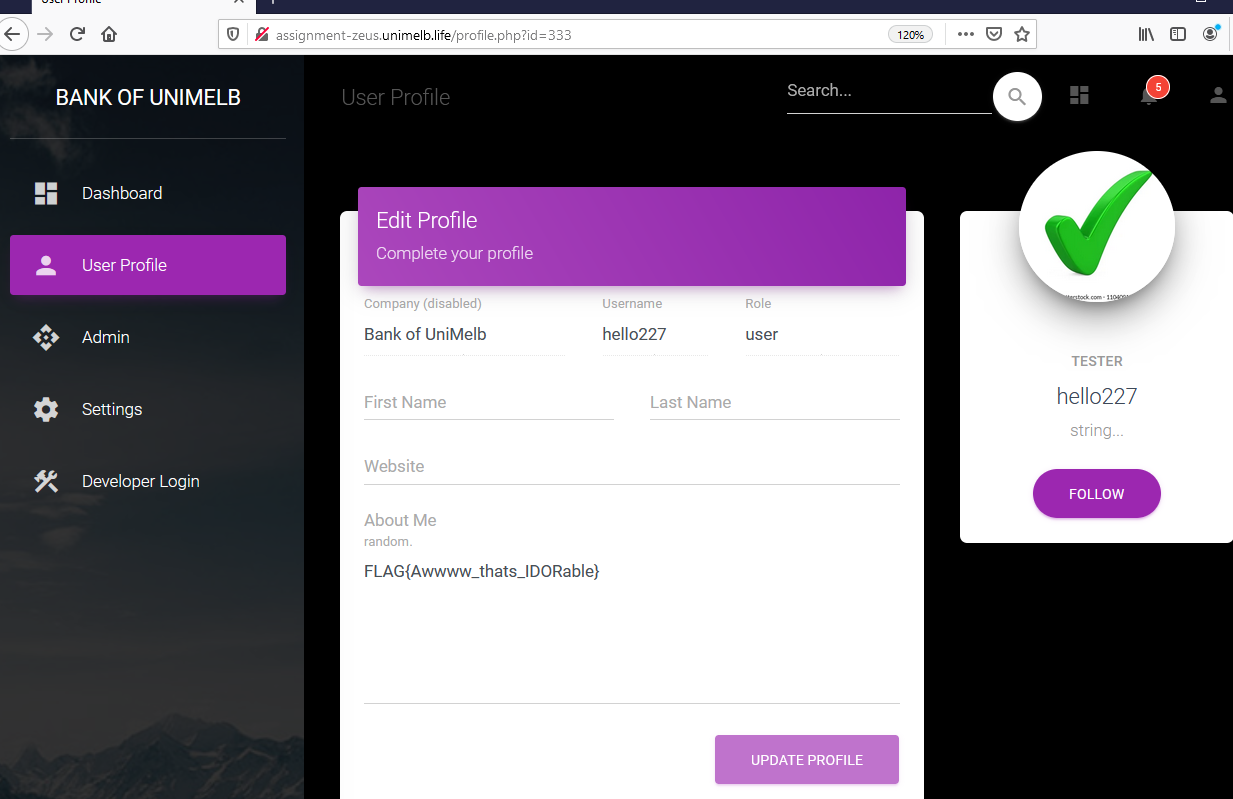 assignment-zeus.unimelb.life/profile.php?id=333
120%
BANK OF UNIMELB
User Profile
Search...
5
Dashboard
User Profile
Admin
Settings
Developer Login
Edit Profile
Complete your profile
Company (disabled)
Username
Role
Bank of UniMelb
hello227
user
First Name
Last Name
Website
About Me
random.
FLAG{Awwww_thats_IDORable}
UPDATE PROFILE
TESTER
hello227
string...
FOLLOW